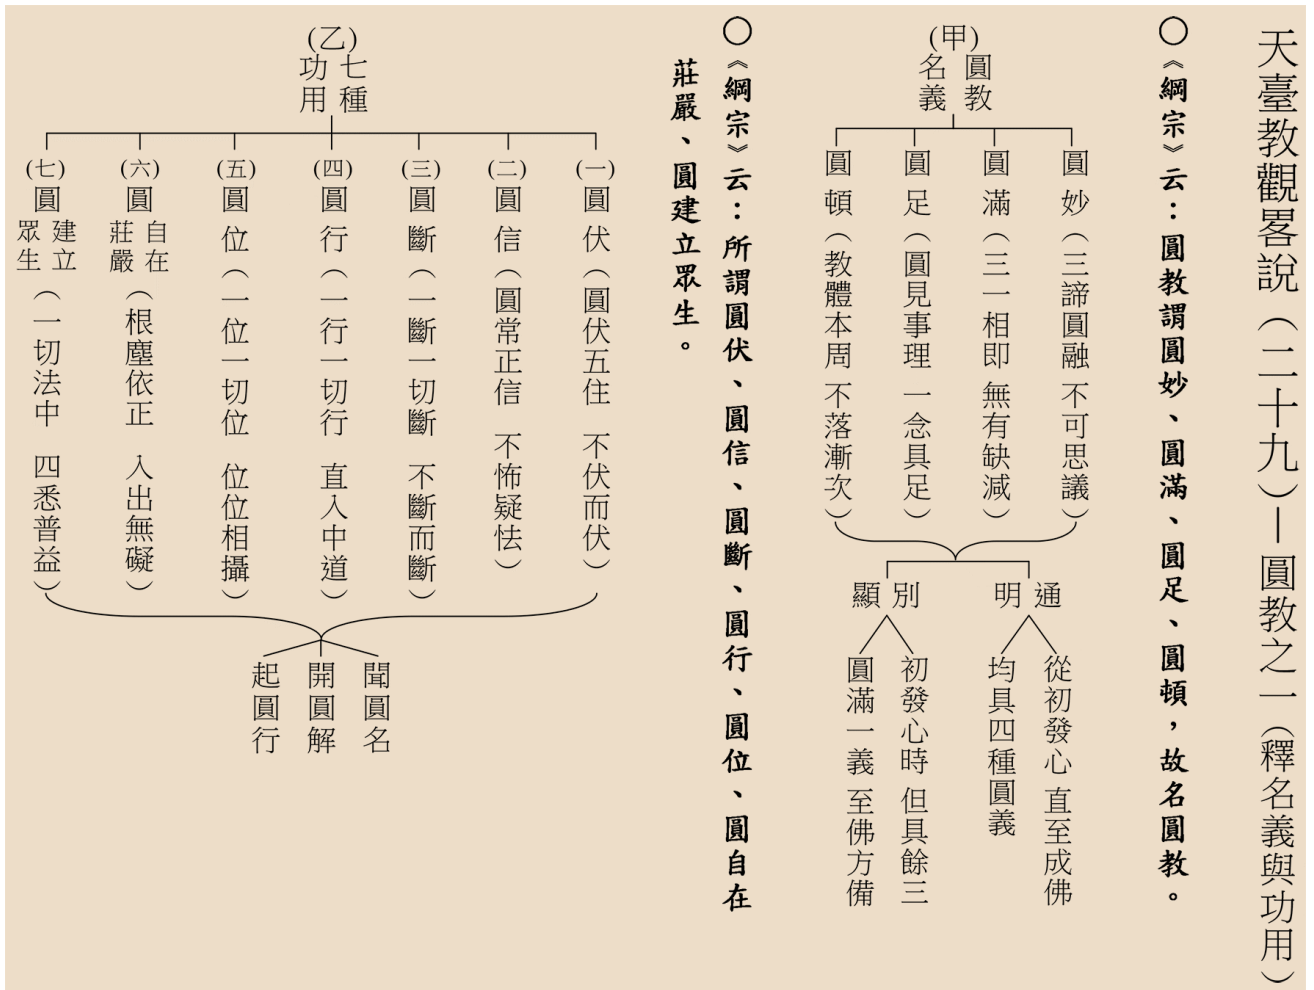 天臺教觀畧說（二十九）—圓教之一（釋名義與功用）
○《綱宗》云：圓教謂圓妙、圓滿、圓足、圓頓，故名圓教。
(甲)
圓教
名義
圓妙（三諦圓融 不可思議）
圓滿（三一相即 無有缺減）
圓足（圓見事理 一念具足）
圓頓（教體本周 不落漸次）
通明
從初發心 直至成佛
均具四種圓義
別顯
初發心時 但具餘三
圓滿一義 至佛方備
○《綱宗》云：所謂圓伏、圓信、圓斷、圓行、圓位、圓自在
莊嚴、圓建立眾生。
(乙)
七種
功用
(一)圓伏（圓伏五住 不伏而伏）
(二)圓信（圓常正信 不怖疑怯）
(三)圓斷（一斷一切斷 不斷而斷）
(四)圓行（一行一切行 直入中道）
(五)圓位（一位一切位 位位相攝）
(六)圓自在莊嚴（根塵依正 入出無礙）
(七)圓建立眾生（一切法中 四悉普益）
聞圓名
開圓解
起圓行